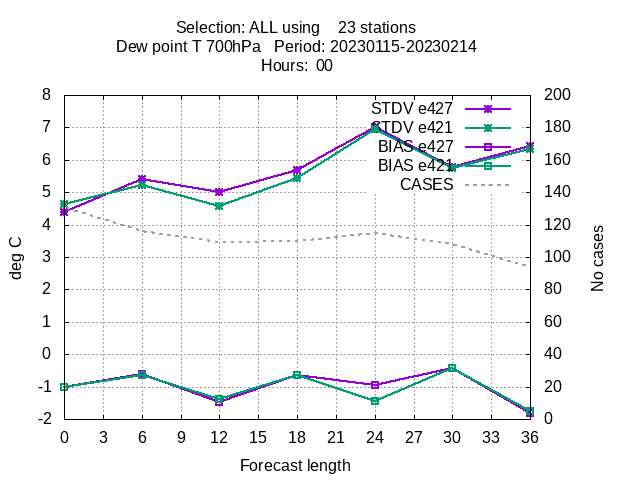 Selection: ALL using    23 stations
Dew point T 700hPa   Period: 20230115-20230214
Hours:  00
STDV e427
STDV e421
BIAS e427
BIAS e421
CASES
8
7
6
5
4
3
2
1
0
-1
-2
200
180
160
140
120
100
80
60
40
20
0
deg C
No cases
0 3 6 9 12 15 18 21 24 27 30 33 36
Forecast length